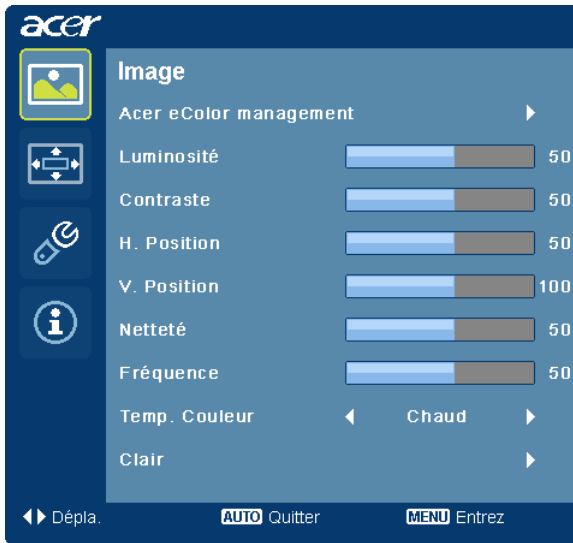 acer
Image
Acer eColor management
Luminosité 50
Contraste 50
H. Position 50
V. Position 100
Netteté 50
Fréquence 50
Temp. Couleur Chaud
Clair
Dépla. AUTO Quitter MENU Entrez